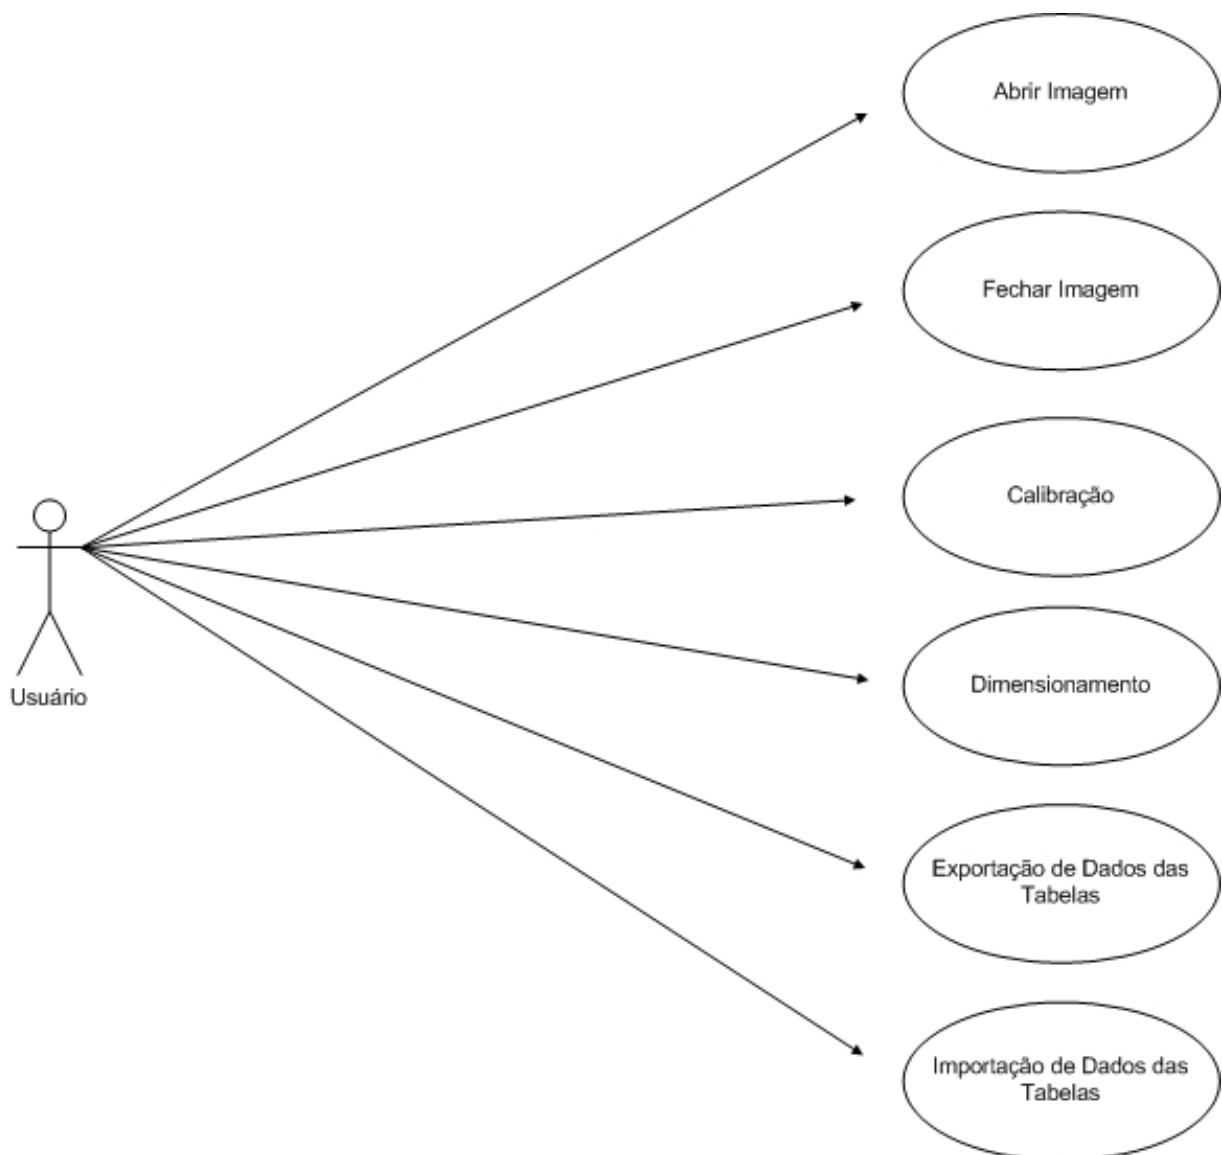 Abrir Imagem
Fechar Imagem
Calibração
Dimensionamento
Usuário
Exportação de Dados das
Tabelas
Importação de Dados das
Tabelas